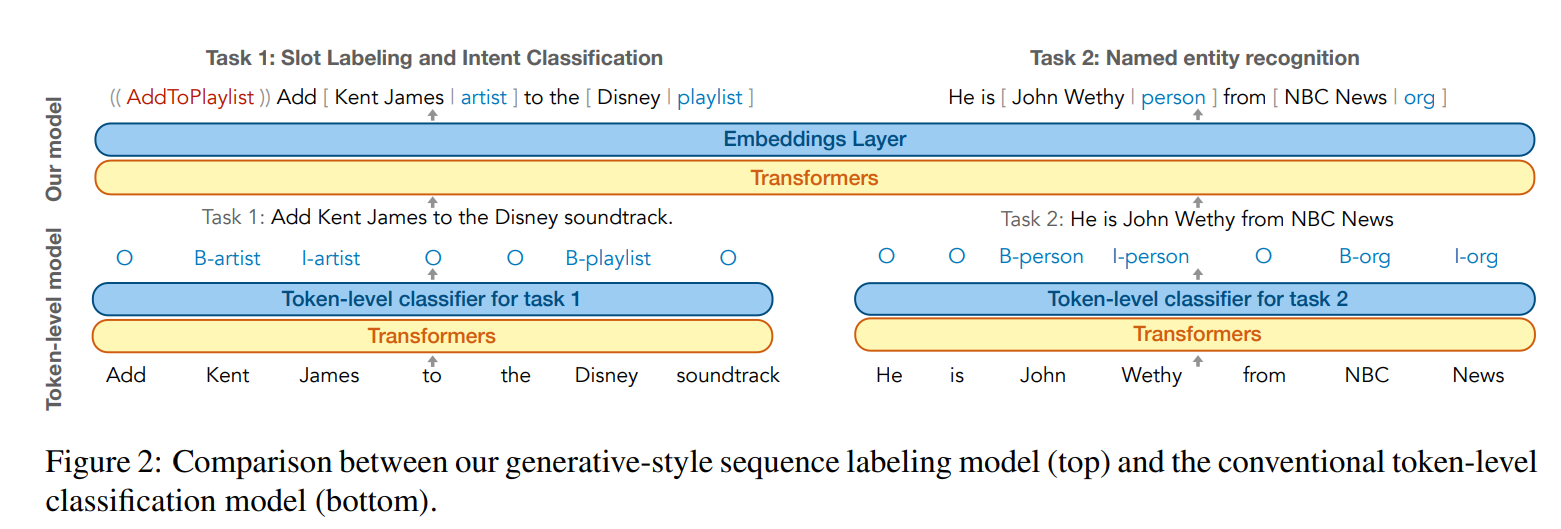 Task 1: Slot Labeling and Intent Classification
Task 2: Named entity recognition
Our model
(( AddToPlaylist )) Add [ Kent James | artist ] to the [ Disney | playlist ]
He is [ John Wethy | person ] from [ NBC News | org ]
Embeddings Layer
Transformers
Task 1: Add Kent James to the Disney soundtrack.
Task 2: He is John Wethy from NBC News
Token-level model
O B-artist I-artist O O B-playlist O
O O B-person I-person O B-org I-org
Token-level classifier for task 1
Token-level classifier for task 2
Transformers
Transformers
Add Kent James to the Disney soundtrack
He is John Wethy from NBC News
Figure 2: Comparison between our generative-style sequence labeling model (top) and the conventional token-level
classification model (bottom).